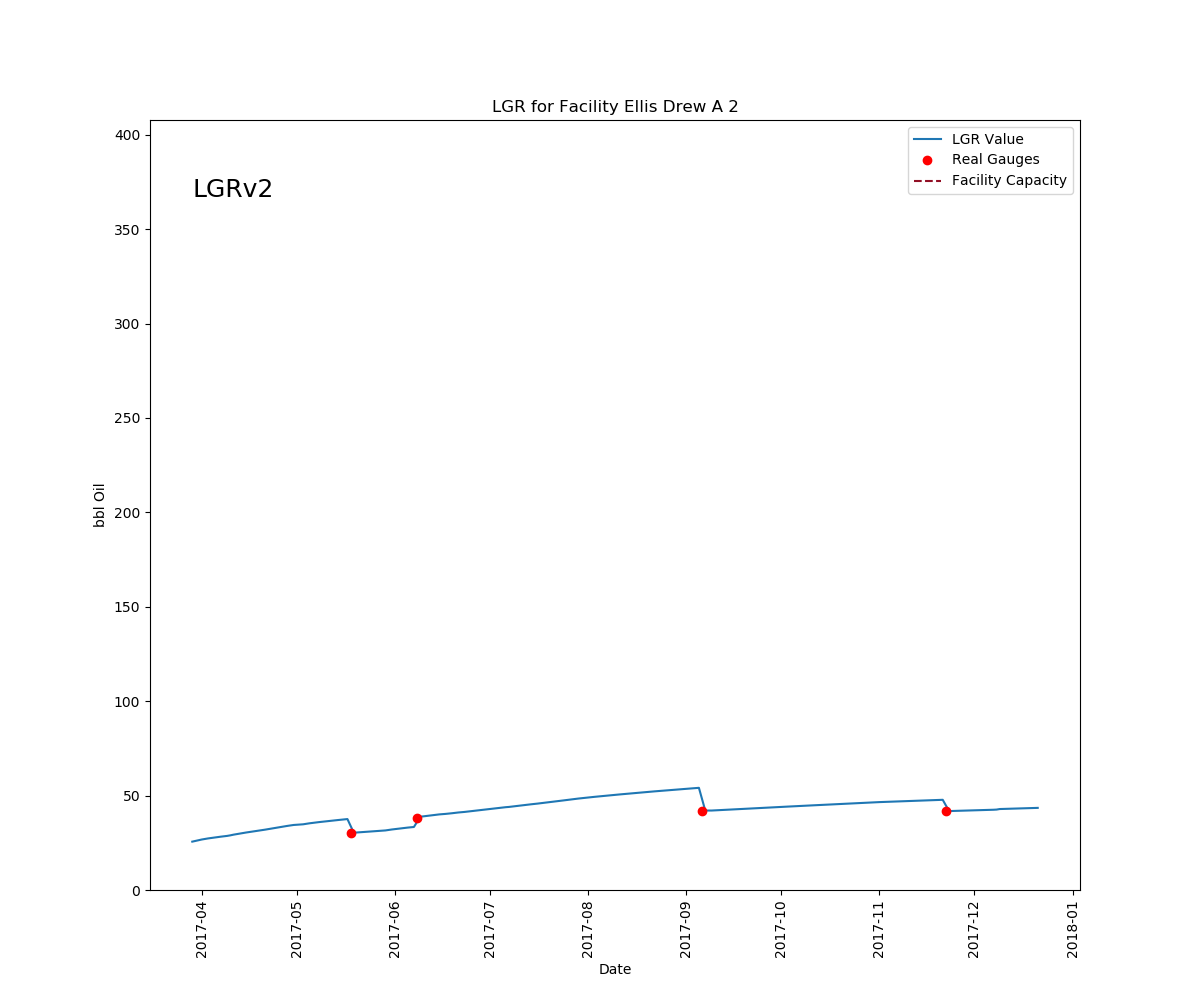 LGR for Facility Ellis Drew A 2
LGRv2
LGR Value
Real Gauges
Facility Capacity
bbl Oil
400
350
300
250
200
150
100
50
0
2017-04
2017-05
2017-06
2017-07
2017-08
2017-09
2017-10
2017-11
2017-12
2018-01
Date